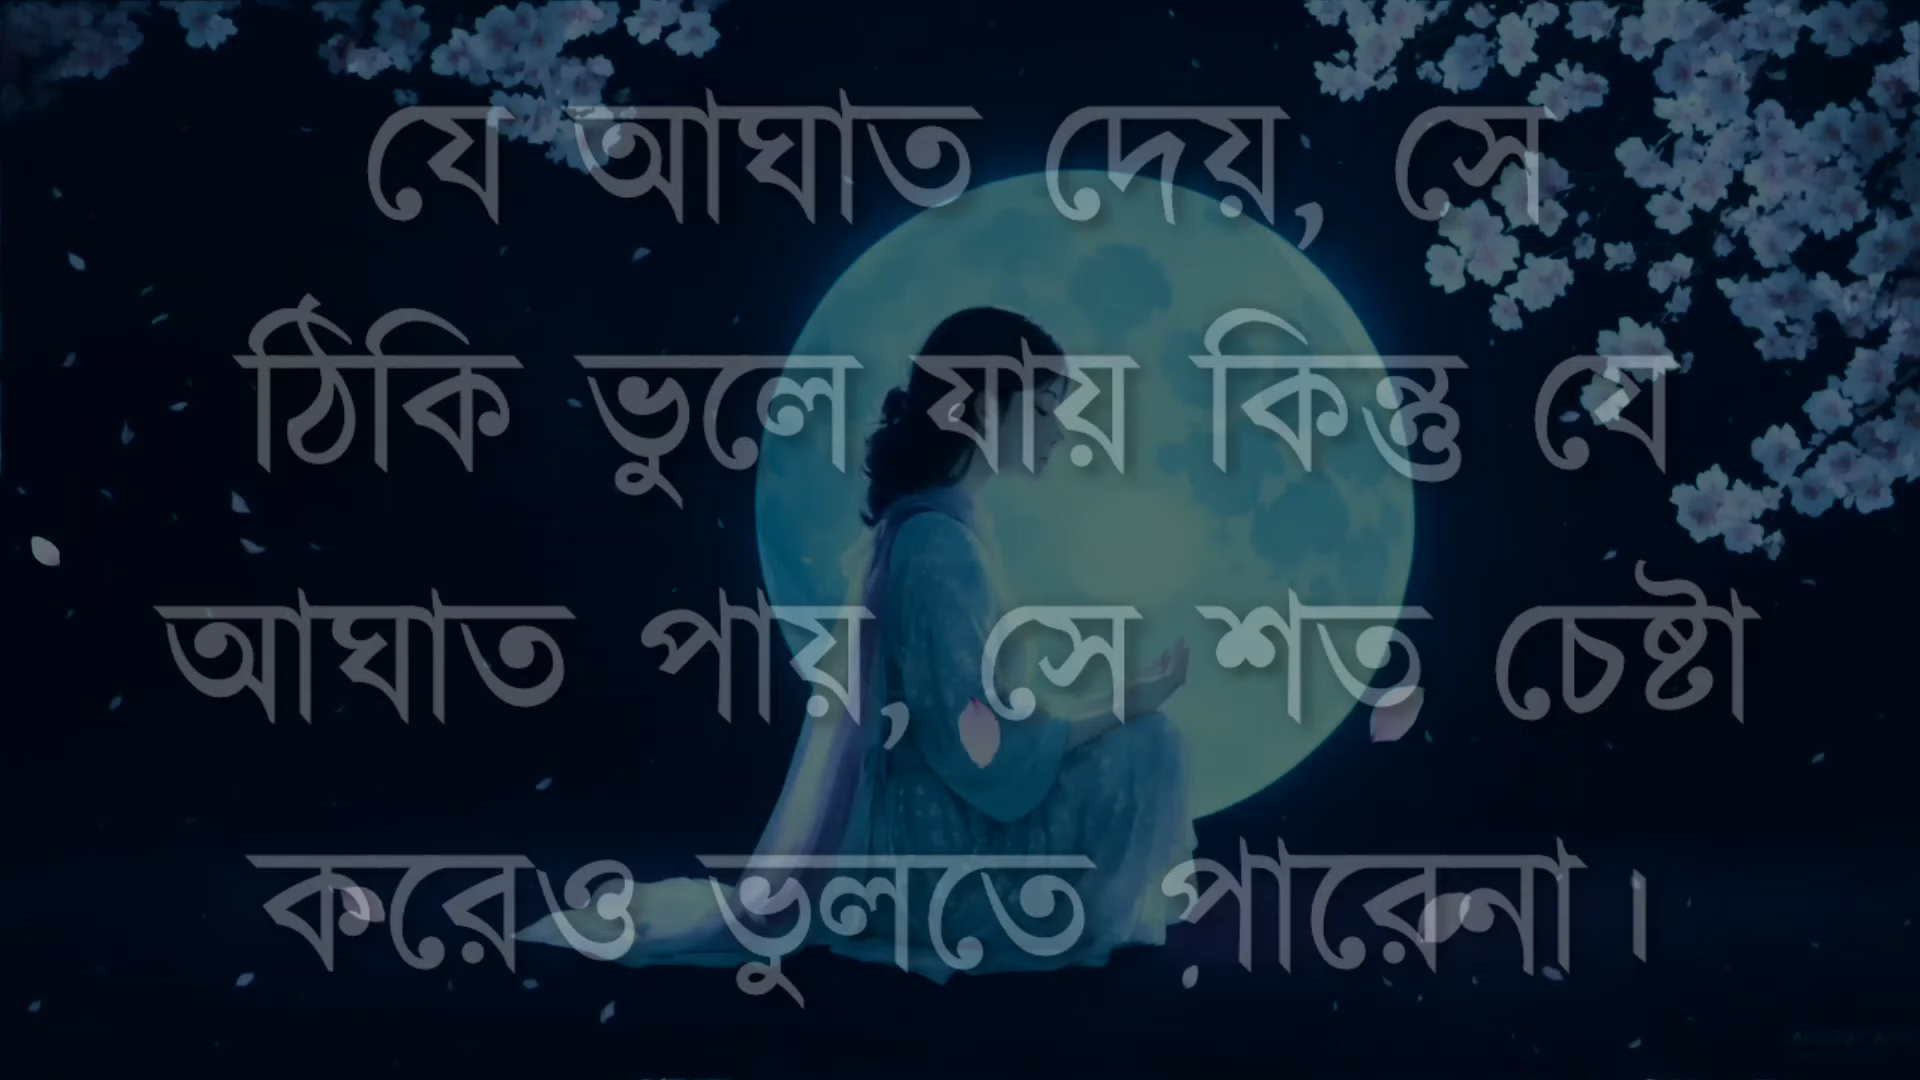 যে আঘাত দেয়, সে
ঠিকি ভুলে যায় কিন্তু যে
আঘাত পায়, সে শত চেষ্টা
করেও ভুলতে পারেনা।